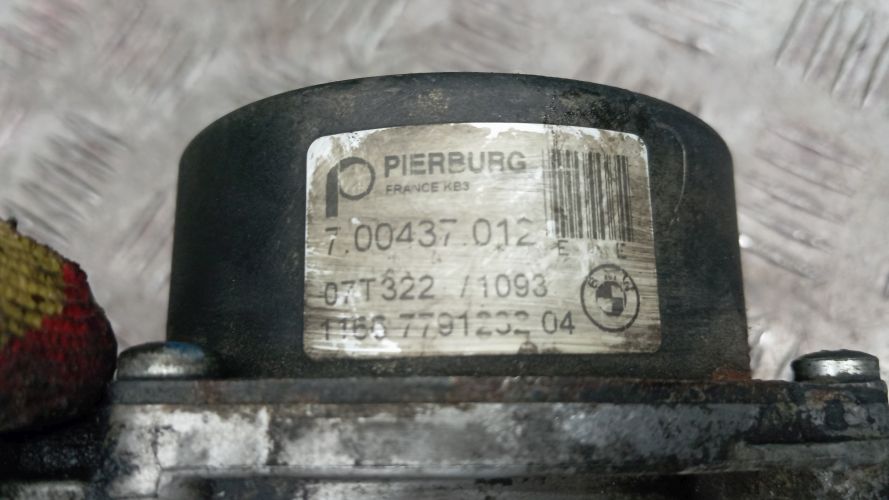 PIERBURG
FRANCE KB3
7.00437.012
07T322 /1093
7791232 04